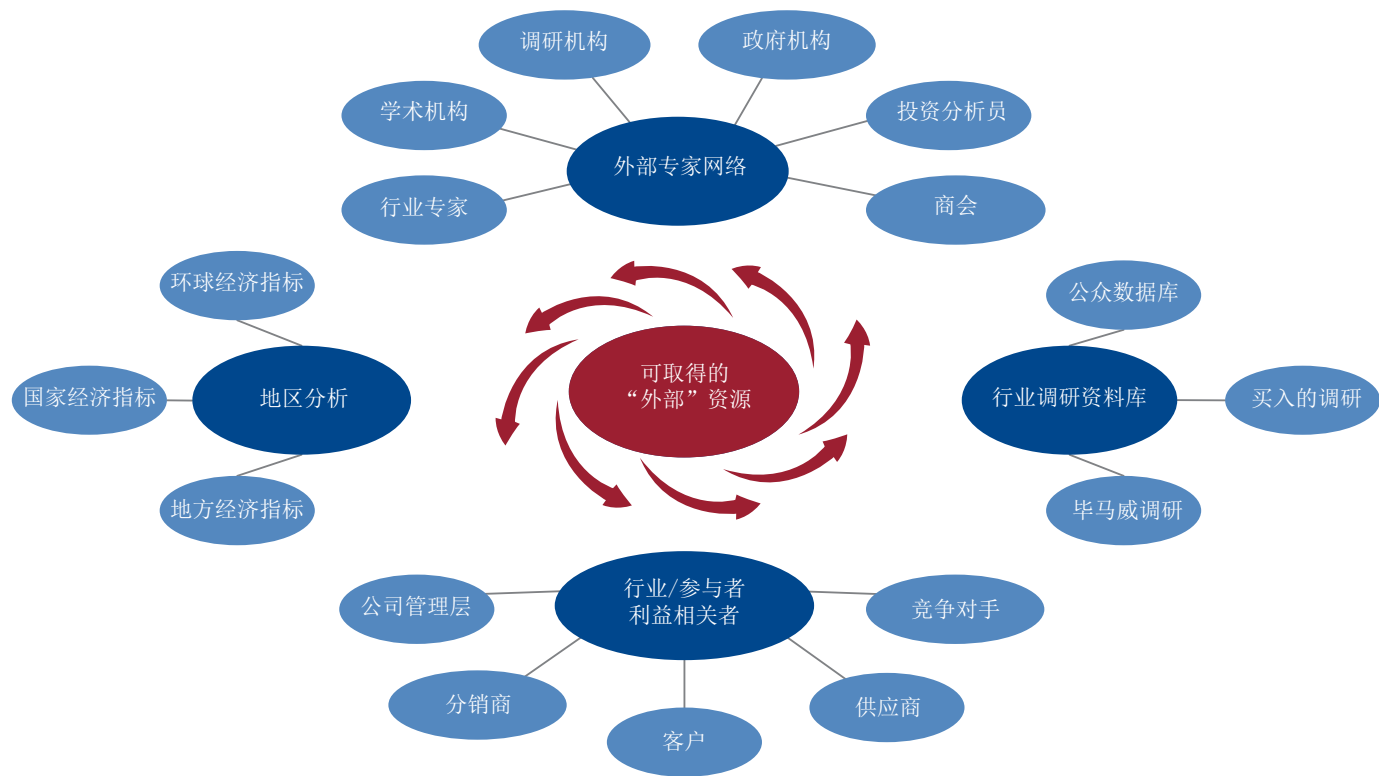 调研机构
政府机构
学术机构
投资分析员
外部专家网络
行业专家
商会
环球经济指标
公众数据库
可取得的
“外部”资源
国家经济指标
地区分析
行业调研资料库
买入的调研
地方经济指标
毕马威调研
行业/参与者
利益相关者
公司管理层
竞争对手
分销商
供应商
客户